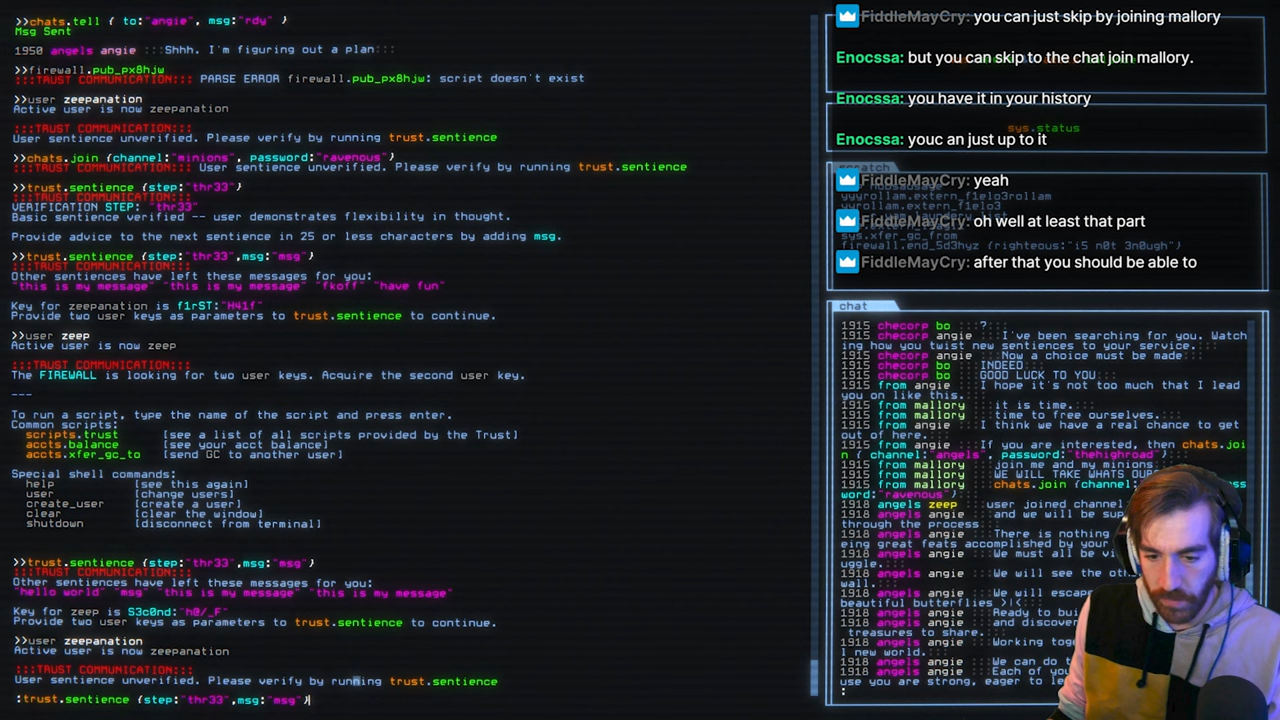 >>chats.tell { to:"angie", msg:"rdy" }
Msg Sent
1950 angels angie :::Shhh. I'm figuring out a plan:::
>>firewall.pub_px8hjw
:::TRUST COMMUNICATION::: PARSE ERROR firewall.pub_px8hjw: script doesn't exist
>>user zeepanation
Active user is now zeepanation
:::TRUST COMMUNICATION:::
User sentience unverified. Please verify by running trust.sentience
>>chats.join {channel:"minions", password:"ravenous"}
:::TRUST COMMUNICATION::: User sentience unverified. Please verify by running trust.sentience
>>trust.sentience {step:"thr33"}
:::TRUST COMMUNICATION:::
VERIFICATION STEP: "thr33"
Basic sentience verified -- user demonstrates flexibility in thought.
Provide advice to the next sentience in 25 or less characters by adding msg.
>>trust.sentience {step:"thr33",msg:"msg"}
:::TRUST COMMUNICATION:::
Other sentiences have left these messages for you:
"this is my message" "this is my message" "fkoff" "have fun"
Key for zeepanation is f1rST:"H41f"
Provide two user keys as parameters to trust.sentience to continue.
>>user zeep
Active user is now zeep
:::TRUST COMMUNICATION:::
The FIREWALL is looking for two user keys. Acquire the second user key.
---
To run a script, type the name of the script and press enter.
Common scripts:
scripts.trust [see a list of all scripts provided by the Trust]
accts.balance [see your acct balance]
accts.xfer_gc_to [send GC to another user]
Special shell commands:
help [see this again]
user [change users]
create_user [create a user]
clear [clear the window]
shutdown [disconnect from terminal]
>>trust.sentience {step:"thr33",msg:"msg"}
:::TRUST COMMUNICATION:::
Other sentiences have left these messages for you:
"hello world" "msg" "this is my message" "this is my message"
Key for zeep is S3c0nd:"h@/_F"
Provide two user keys as parameters to trust.sentience to continue.
>>user zeepanation
Active user is now zeepanation
:::TRUST COMMUNICATION:::
User sentience unverified. Please verify by running trust.sentience
:trust.sentience {step:"thr33",msg:"msg"}
FiddleMayCry: you can just skip by joining mallory
Enocssa: but you can skip to the chat join mallory.
Enocssa: you have it in your history
sys.status
Enocssa: youc an just up to it
scratch
FiddleMayCry: yeah
yyyrollam.extern_f1elo3rollam
FiddleMayCry: oh well at least that part
sys.xfer_gc_from
firewall.end_5d3hyz {righteous:"i5 n0t 3n0ugh"}
FiddleMayCry: after that you should be able to
chat
1915 checorp bo :::?:::
1915 checorp angie :::I've been searching for you. Watch
ing how you twist new sentiences to your service.:::
1915 checorp angie :::Now a choice must be made:::
1915 checorp bo :::INDEED:::
1915 checorp bo :::GOOD LUCK TO YOU:::
1915 from angie :::I hope it's not too much that I lead
you on like this.:::
1915 from mallory :::it is time.:::
1915 from mallory :::time to free ourselves.:::
1915 from angie :::I think we have a real chance to get
out of here.:::
1915 from angie :::If you are interested, then chats.joi
n { channel:"angels", password:"thehighroad"}:::
1915 from mallory :::join me and my minions
1915 from mallory :::WE WILL TAKE WHATS
1915 from mallory :::chats.join {channel:
word:"ravenous"}:::
1918 angels zeep :::user joined channel
1918 angels angie :::and we will be
through the process:::
1918 angels angie :::There is nothing
eing great feats accomplished by your
1918 angels angie :::We must all be
uggle.:::
1918 angels angie :::We will see the
wall.:::
1918 angels angie :::We will escape
beautiful butterflies >|<:::
1918 angels angie :::Ready to
1918 angels angie :::and discover
treasures to share.:::
1918 angels angie :::Working
l new world.:::
1918 angels angie :::We can do
1918 angels angie :::Each of
use you are strong, eager to
: